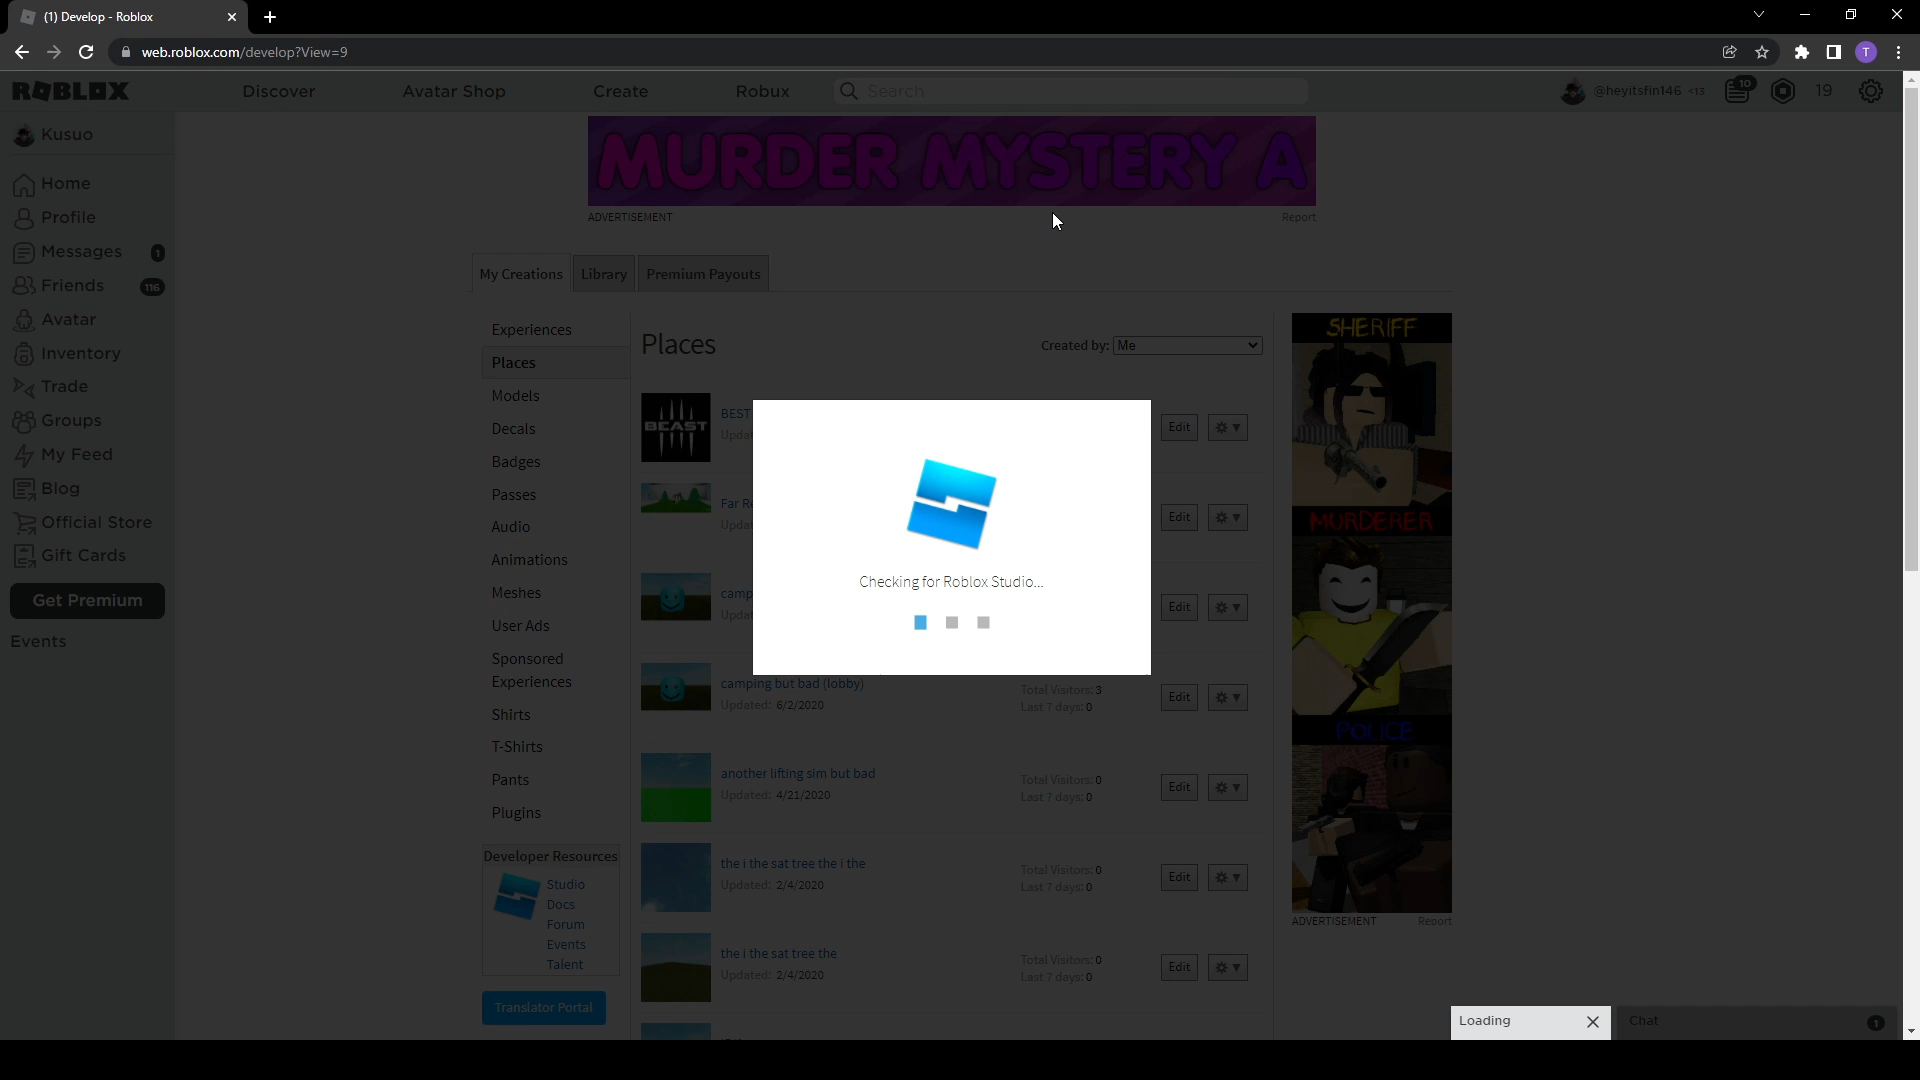 (1) Develop - Roblox
web.roblox.com/develop?View=9
T
ROBLOX
Discover
Avatar Shop
Create
Robux
Search
@heyitsfin146 <13
10
19
Kusuo
Home
Profile
Messages 1
Friends 116
Avatar
Inventory
Trade
Groups
My Feed
Blog
Official Store
Gift Cards
Get Premium
Events
MURDER MYSTERY A
ADVERTISEMENT
Report
My Creations
Library
Premium Payouts
Experiences
Places
Models
Decals
Badges
Passes
Audio
Animations
Meshes
User Ads
Sponsored
Experiences
Shirts
T-Shirts
Pants
Plugins
Developer Resources
Studio
Docs
Forum
Events
Talent
Translator Portal
Places
Created by: Me
BEAST
BEST
Edit
Far
Edit
Edit
Checking for Roblox Studio...
camping but bad (lobby)
Updated: 6/2/2020
Total Visitors: 3
Last 7 days: 0
Edit
another lifting sim but bad
Updated: 4/21/2020
Total Visitors: 0
Last 7 days: 0
Edit
the i the sat tree the i the
Updated: 2/4/2020
Total Visitors: 0
Last 7 days: 0
Edit
the i the sat tree the
Updated: 2/4/2020
Total Visitors: 0
Last 7 days: 0
Edit
SHERIFF
MURDERER
POLICE
ADVERTISEMENT
Report
Loading
Chat
1